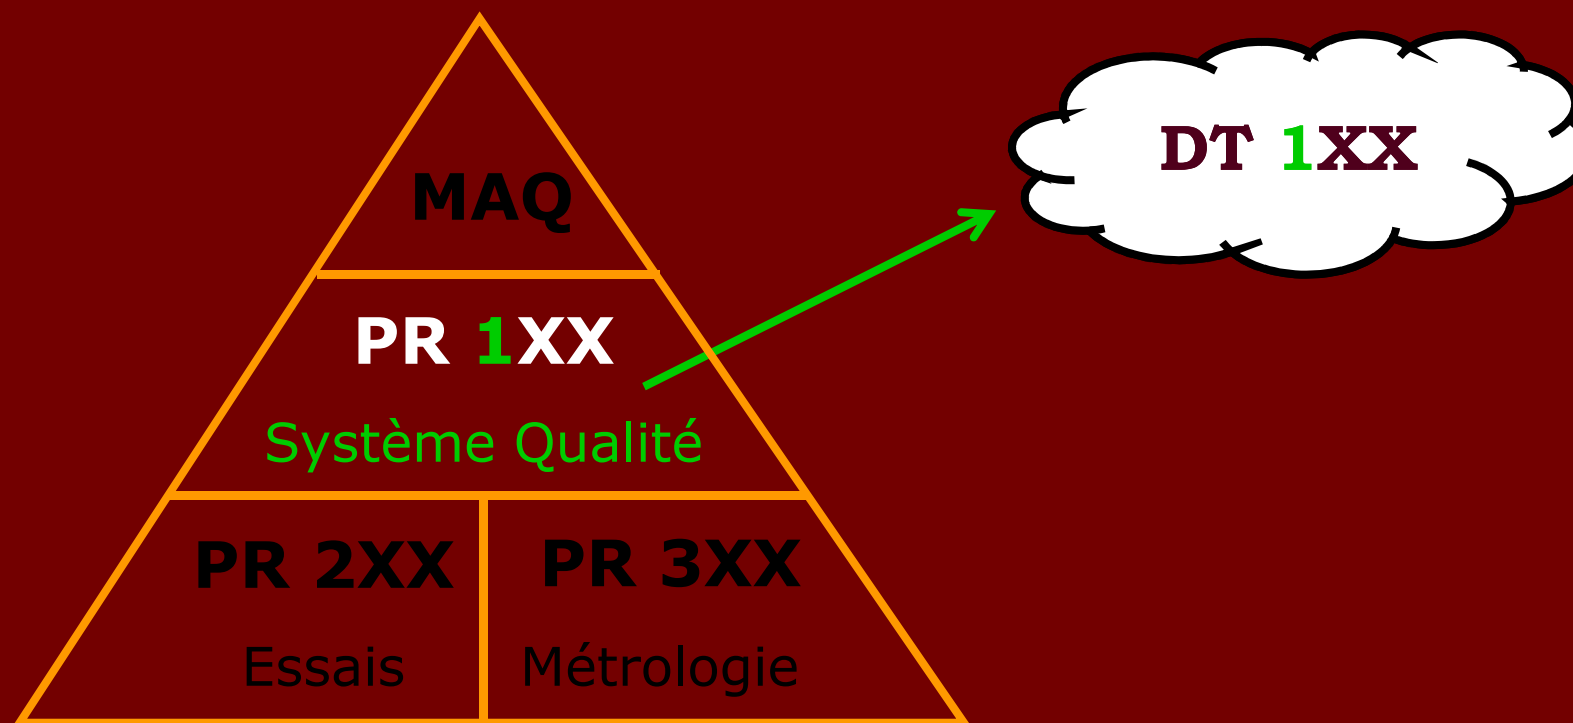 MAQ
DT 1XX
PR 1XX
Système Qualité
PR 2XX
PR 3XX
Essais
Métrologie